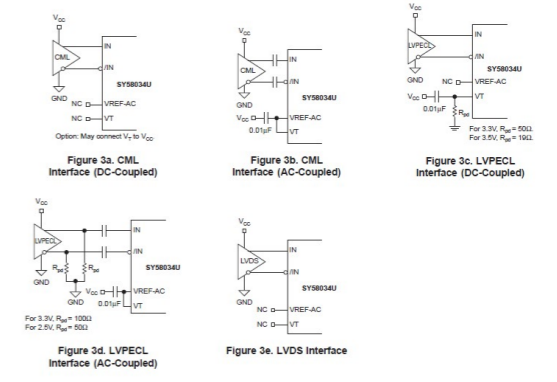 VCC
CML
IN
/IN
SY58034U
GND
NC
VREF-AC
NC
VT
Option: May connect VT to VCC.
Figure 3a. CML
Interface (DC-Coupled)
VCC
CML
IN
/IN
SY58034U
GND
VCC
VREF-AC
0.01µF
VT
Figure 3b. CML
Interface (AC-Coupled)
VCC
LVPECL
IN
/IN
SY58034U
GND
NC
VREF-AC
VCC
VT
0.01µF
Rpd
For 3.3V, Rpd = 50Ω.
For 3.5V, Rpd = 19Ω.
Figure 3c. LVPECL
Interface (DC-Coupled)
VCC
LVPECL
IN
/IN
SY58034U
Rpd
Rpd
GND
GND
VCC
VREF-AC
0.01µF
VT
For 3.3V, Rpd = 100Ω
For 2.5V, Rpd = 50Ω
Figure 3d. LVPECL
Interface (AC-Coupled)
VCC
LVDS
IN
/IN
SY58034U
GND
NC
VREF-AC
NC
VT
Figure 3e. LVDS Interface